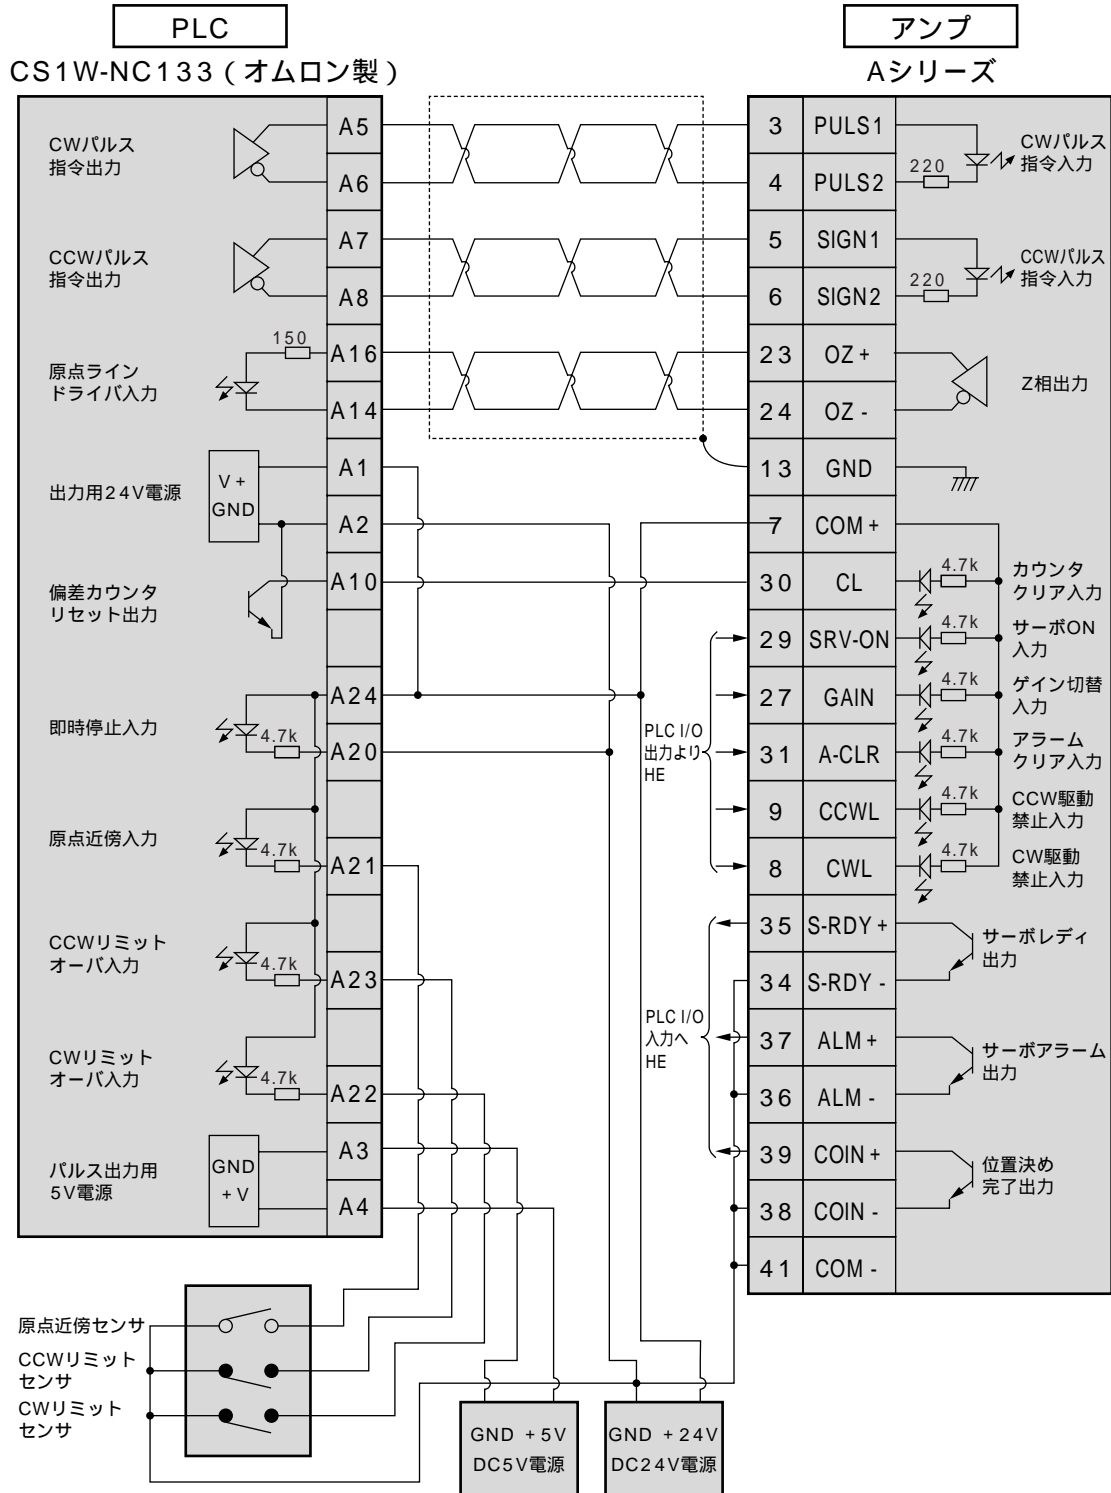 PLC
CS1W-NC133（オムロン製）
アンプ
Aシリーズ
CWパルス
指令出力
A5
A6
CCWパルス
指令出力
A7
A8
原点ライン
ドライバ入力
150
A16
A14
出力用24V電源
V+
GND
A1
A2
偏差カウンタ
リセット出力
A10
即時停止入力
A24
4.7k
A20
原点近傍入力
4.7k
A21
CCWリミット
オーバ入力
4.7k
A23
CWリミット
オーバ入力
4.7k
A22
パルス出力用
5V電源
GND
+V
A3
A4
3 PULS1
4 PULS2
220
CWパルス
指令入力
5 SIGN1
6 SIGN2
220
CCWパルス
指令入力
23 OZ+
24 OZ-
Z相出力
13 GND
7 COM+
30 CL
4.7k
カウンタ
クリア入力
29 SRV-ON
4.7k
サーボON
入力
27 GAIN
4.7k
ゲイン切替
入力
31 A-CLR
4.7k
アラーム
クリア入力
9 CCWL
4.7k
CCW駆動
禁止入力
8 CWL
4.7k
CW駆動
禁止入力
PLC I/O
出力より
HE
35 S-RDY+
34 S-RDY-
サーボレディ
出力
37 ALM+
36 ALM-
サーボアラーム
出力
39 COIN+
38 COIN-
位置決め
完了出力
41 COM-
PLC I/O
入力へ
HE
原点近傍センサ
CCWリミット
センサ
CWリミット
センサ
GND +5V
DC5V電源
GND +24V
DC24V電源